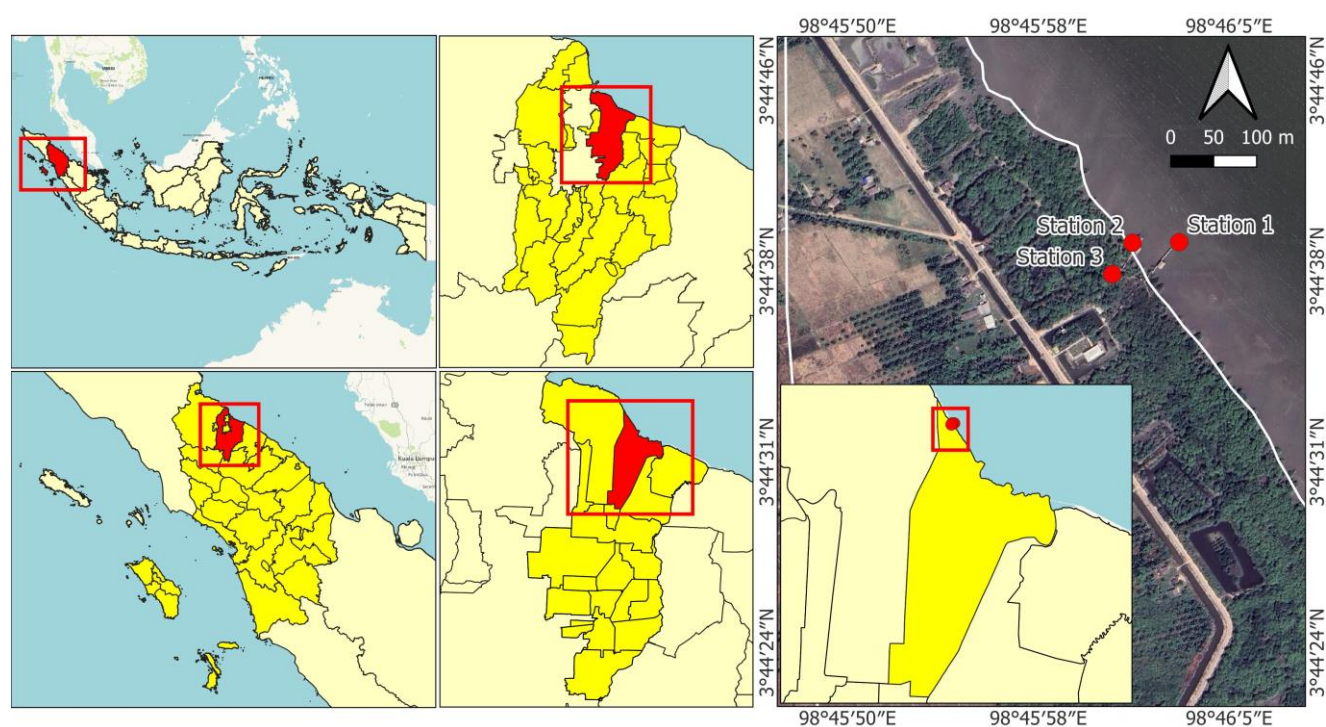 98°45′50″E 98°45′58″E 98°46′5″E
3°44′46″N 3°44′46″N
0 50 100 m
Station 2 Station 1
Station 3
3°44′38″N 3°44′38″N
3°44′31″N 3°44′31″N
3°44′24″N 3°44′24″N
98°45′50″E 98°45′58″E 98°46′5″E